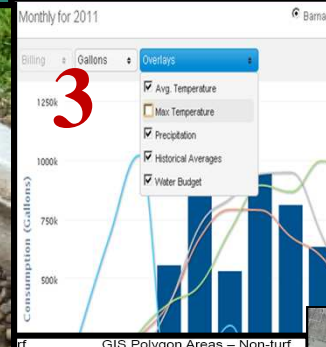 Monthly for 2011
Barna
Billing
Gallons
Overlays
3
Avg. Temperature
Max Temperature
Precipitation
Historical Averages
Water Budget
1250k
1000k
750k
500k
Consumption (Gallons)
rf
GIS Polygon Areas – Non-turf